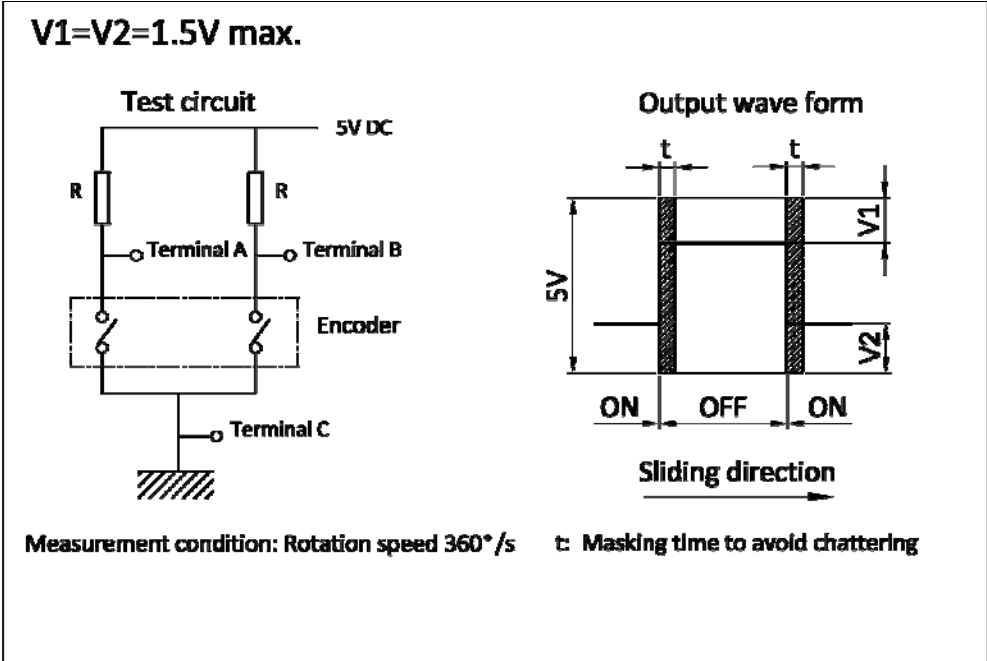 V1=V2=1.5V max.
Test circuit
5V DC
R
R
Terminal A
Terminal B
Encoder
Terminal C
Output wave form
t
t
V1
5V
V2
ON
OFF
ON
Sliding direction
Measurement condition: Rotation speed 360°/s
t: Masking time to avoid chattering